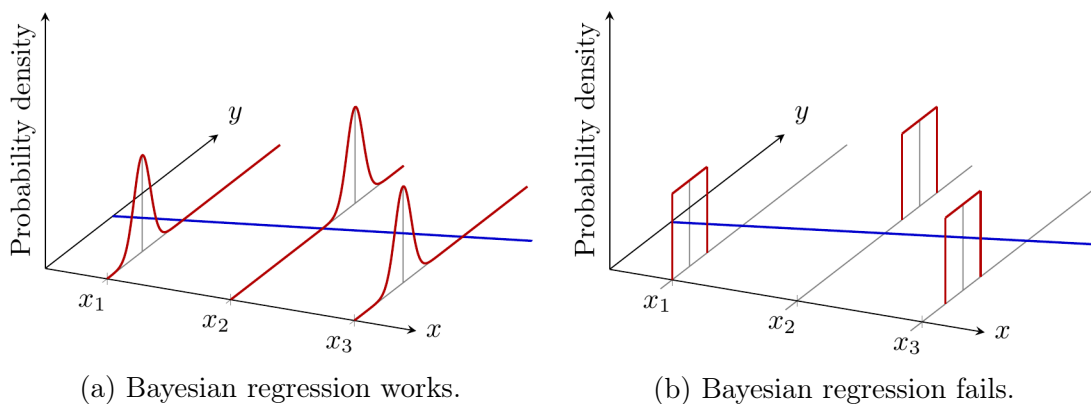 Probability density
y
x₁
x₂
x₃
x
(a) Bayesian regression works.
Probability density
y
x₁
x₂
x₃
x
(b) Bayesian regression fails.